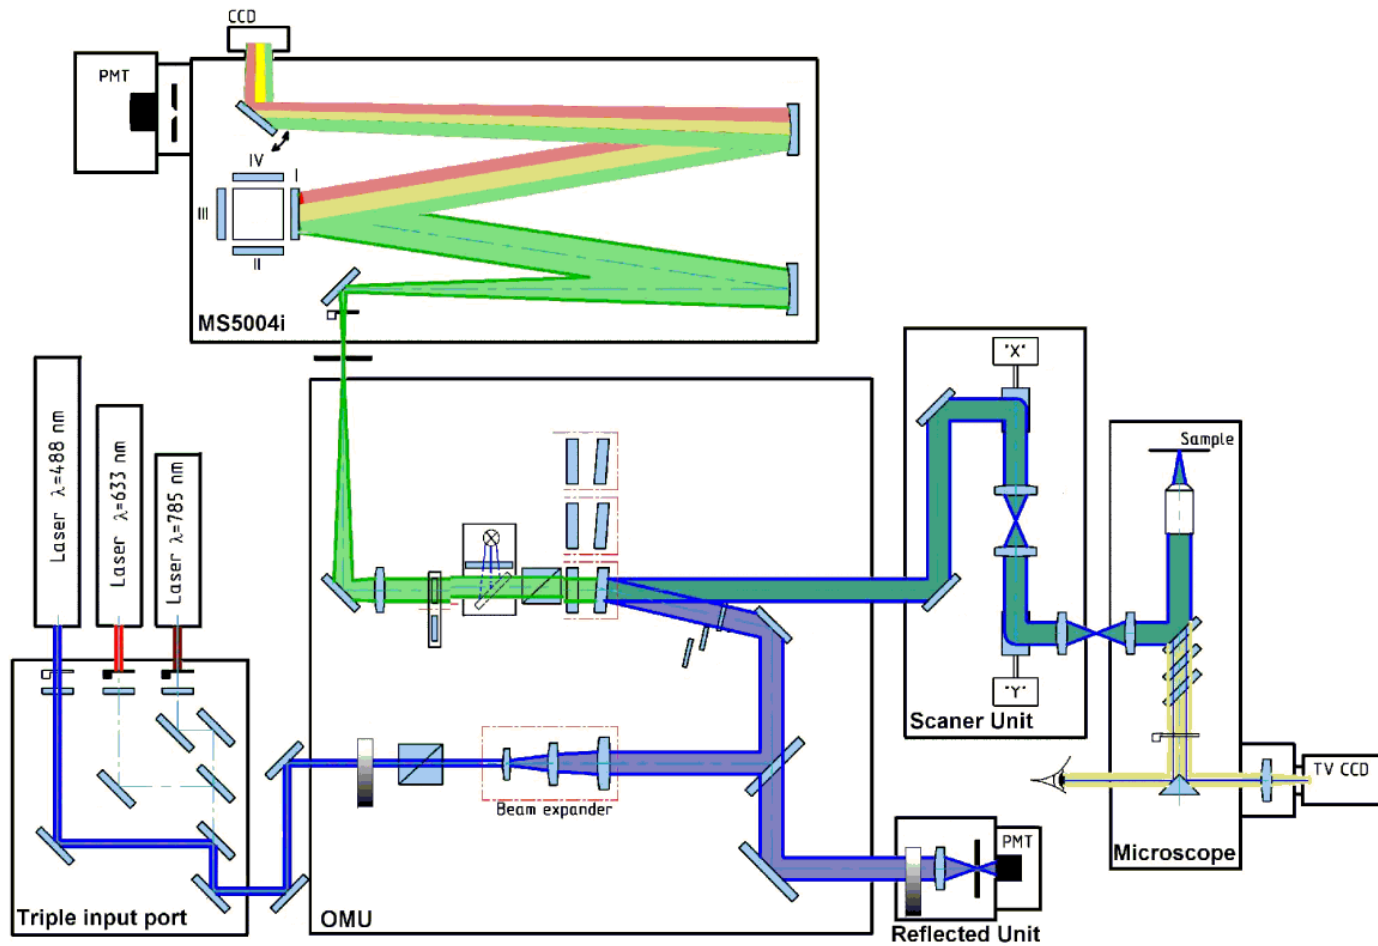 CCD
PMT
IV
I
III
II
MS5004i
Laser λ=488 nm
Laser λ=633 nm
Laser λ=785 nm
"X"
Sample
"Y"
Scaner Unit
TV CCD
Beam expander
PMT
Microscope
Triple input port
OMU
Reflected Unit